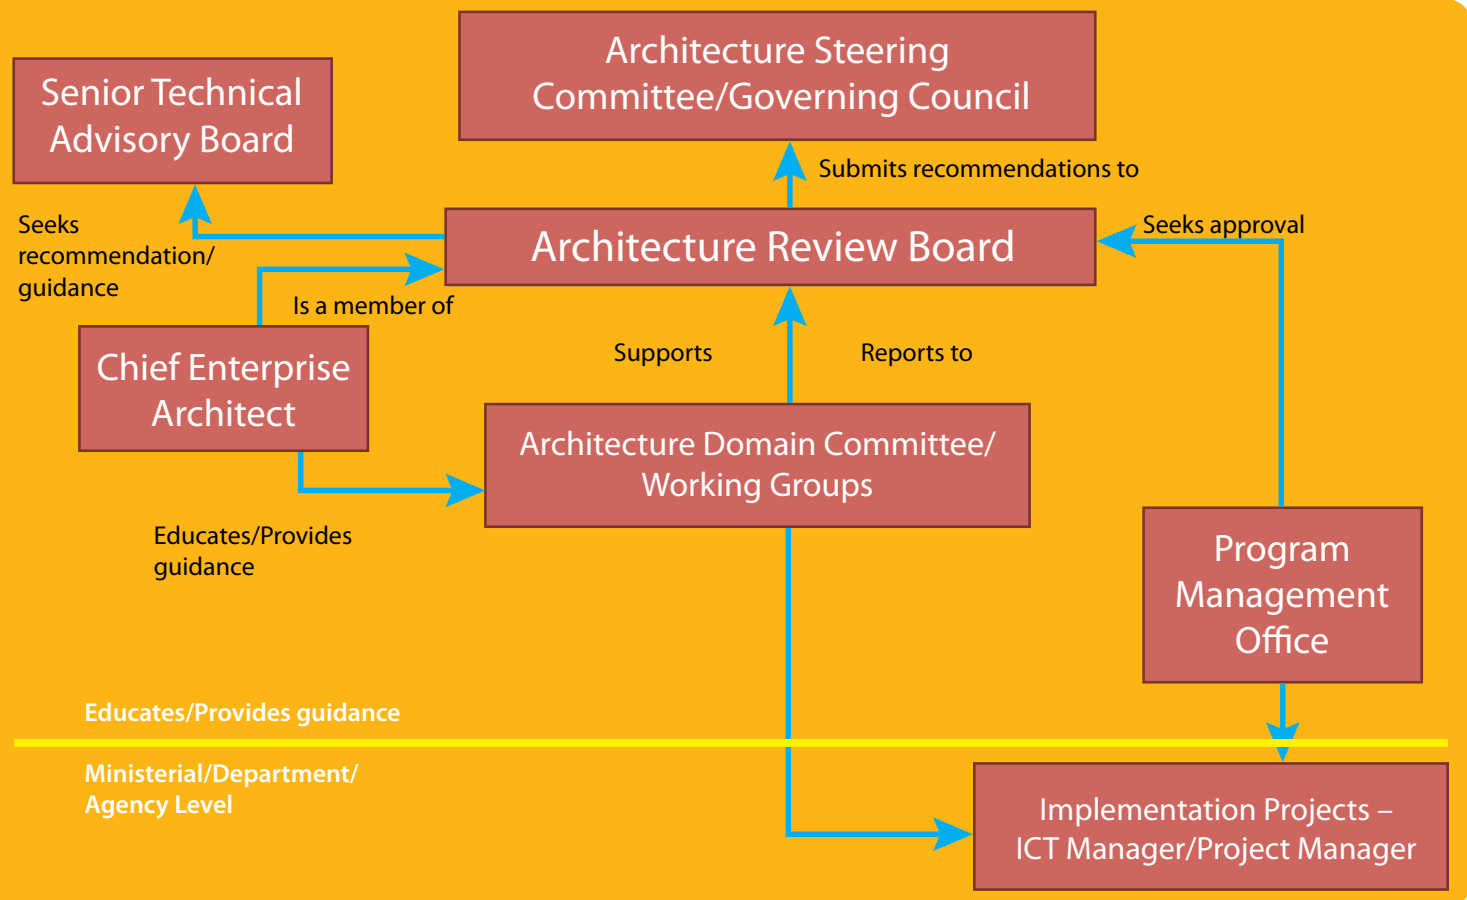 Architecture Steering
Committee/Governing Council
Senior Technical
Advisory Board
Submits recommendations to
Seeks
recommendation/
guidance
Architecture Review Board
Seeks approval
Is a member of
Chief Enterprise
Architect
Supports
Reports to
Architecture Domain Committee/
Working Groups
Educates/Provides
guidance
Program
Management
Office
Educates/Provides guidance
Ministerial/Department/
Agency Level
Implementation Projects –
ICT Manager/Project Manager